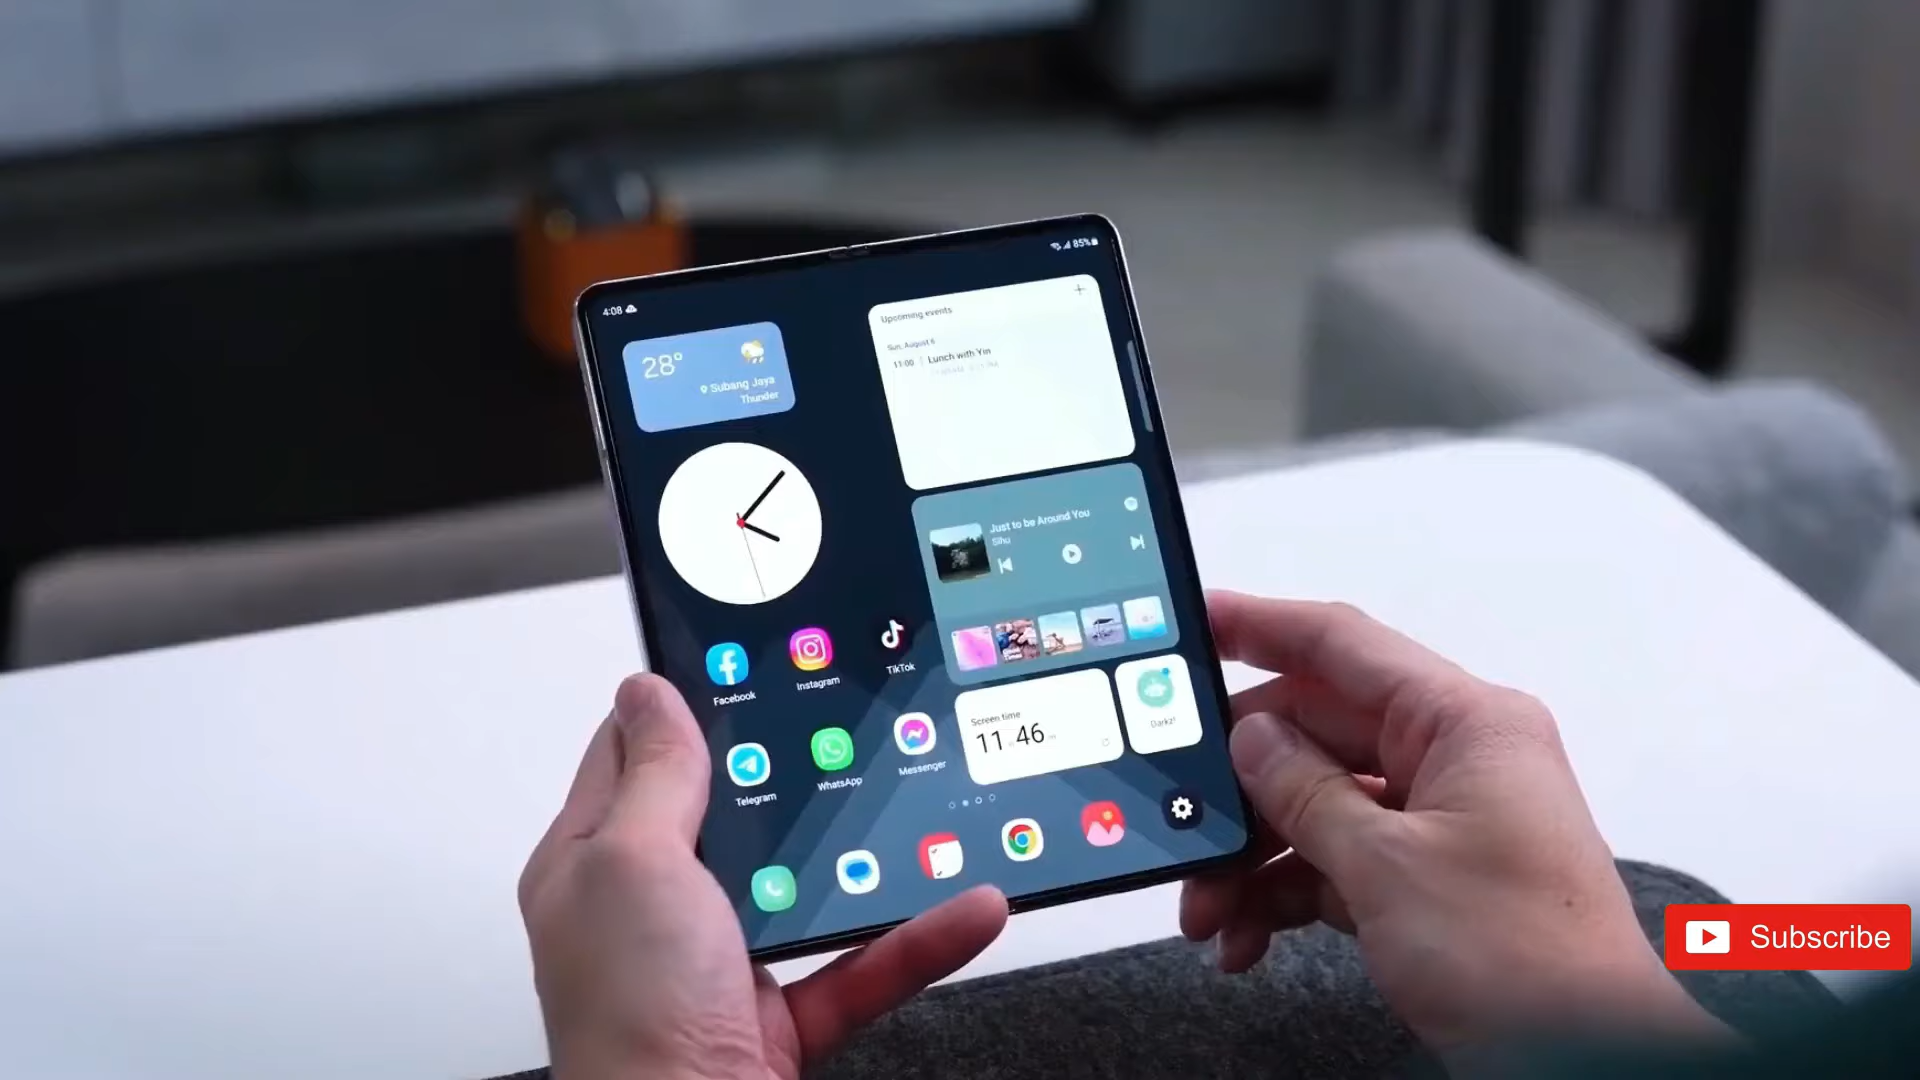 4:08
85%
28°
Subang Jaya
Thunder
Upcoming events
Sun, August 6
11:00
Lunch with Yin
Just to be Around You
Sihu
Facebook
Instagram
TikTok
Telegram
WhatsApp
Messenger
Screen time
11 46
Darkz!
Subscribe